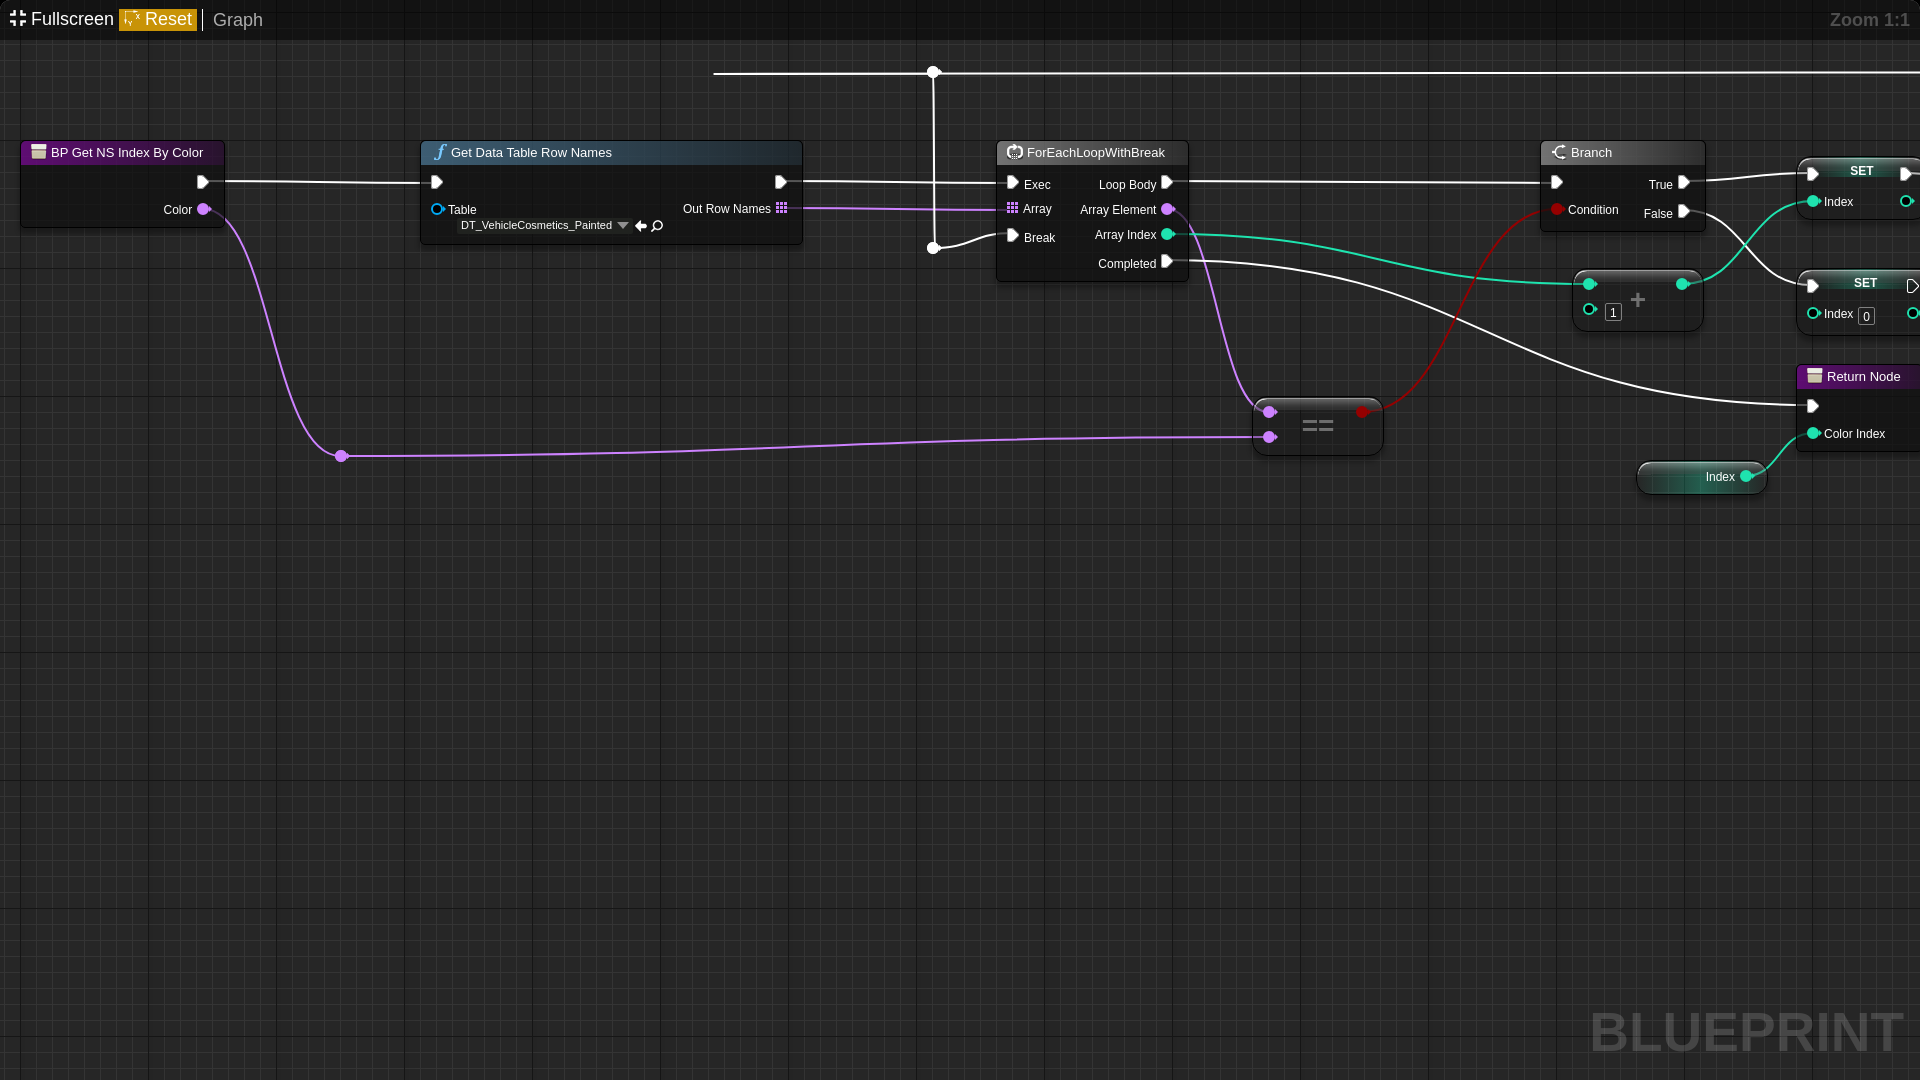 Fullscreen Reset Graph Zoom 1:1
BP Get NS Index By Color
Color
Get Data Table Row Names
Table
DT_VehicleCosmetics_Painted
Out Row Names
ForEachLoopWithBreak
Exec Loop Body
Array Array Element
Array Index
Break
Completed
Branch
True
Condition
False
SET
Index
1 +
SET
Index 0
==
Return Node
Color Index
Index
BLUEPRINT